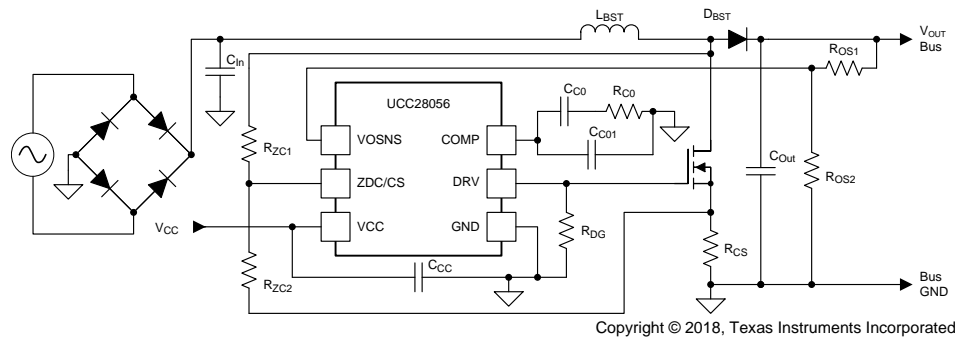 LBST
DBST
VOUT
Bus
CIn
ROS1
UCC28056
CC0
RC0
CC01
VOSNS
COMP
RZC1
COut
ROS2
ZDC/CS
DRV
VCC
VCC
GND
RDG
RCS
CCC
RZC2
Bus
GND
Copyright © 2018, Texas Instruments Incorporated